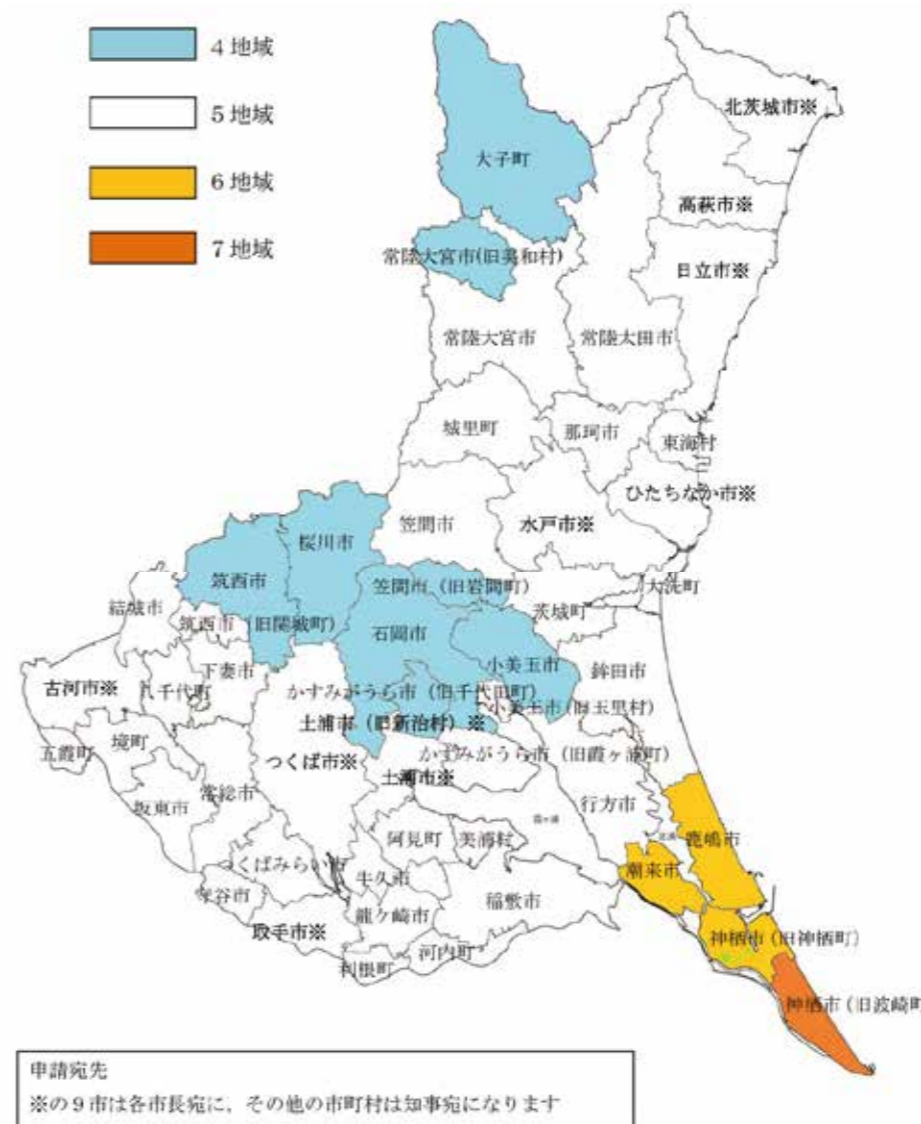 4地域
5地域
6地域
7地域
北茨城市※
大子町
高萩市※
常陸大宮市(旧美和村)
日立市※
常陸大宮市
常陸太田市
城里町
那珂市
東海村
ひたちなか市※
笠間市
水戸市※
桜川市
筑西市
笠間市（旧岩間町）
大洗町
結城市
茨城町
筑西市（旧関城町）
石岡市
小美玉市
鉾田市
下妻市
古河市※
八千代町
かすみがうら市（旧千代田町）
小美玉市（旧玉里村）
土浦市（旧新治村）※
五霞町
境町
つくば市※
かすみがうら市（旧霞ヶ浦町）
土浦市※
坂東市
常総市
行方市
霞ヶ浦
北浦
鹿嶋市
阿見町
美浦村
潮来市
つくばみらい市
牛久市
守谷市
稲敷市
龍ケ崎市
取手市※
神栖市（旧神栖町）
河内町
利根町
神栖市（旧波崎町
申請宛先
※の9市は各市長宛に、その他の市町村は知事宛になります